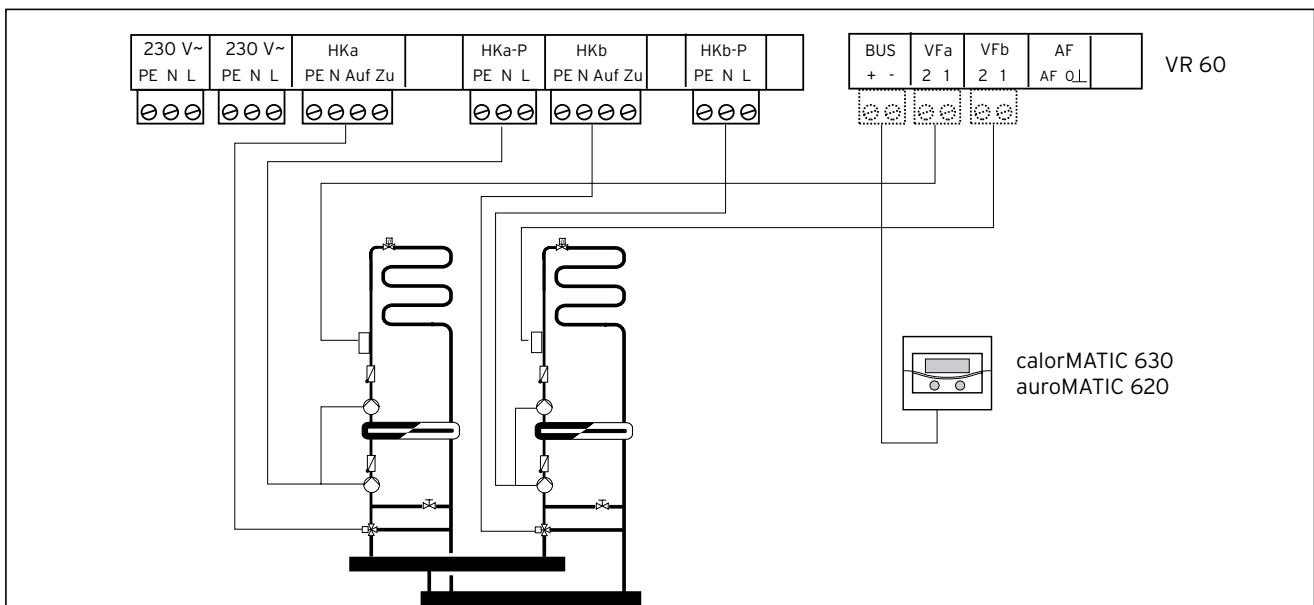 230 V~ 230 V~ HKa HKa-P HKb HKb-P
PE N L PE N L PE N Auf Zu PE N L PE N Auf Zu PE N L
BUS VFa VFb AF
+ - 2 1 2 1 AF 0⊥
VR 60
calorMATIC 630
auroMATIC 620